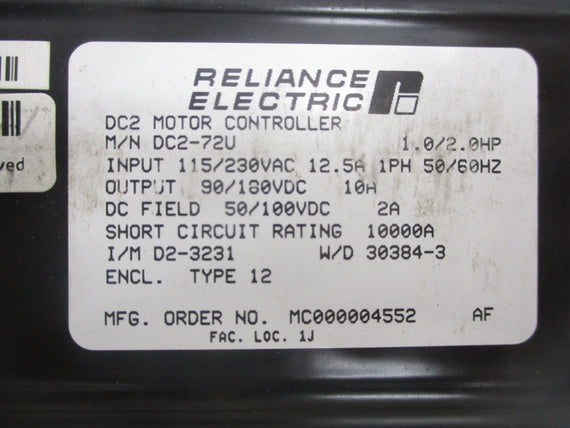 RELIANCE
ELECTRIC
DC2 MOTOR CONTROLLER
M/N DC2-72U 1.0/2.0HP
INPUT 115/230VAC 12.5A 1PH 50/60HZ
OUTPUT 90/180VDC 10A
DC FIELD 50/100VDC 2A
SHORT CIRCUIT RATING 10000A
I/M D2-3231 W/D 30384-3
ENCL. TYPE 12
MFG. ORDER NO. MC000004552 AF
FAC. LOC. 1J